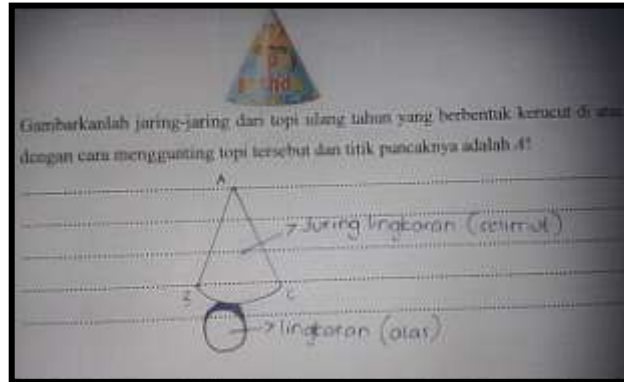 Gambarkanlah jaring-jaring dari topi ulang tahun yang berbentuk kerucut di atas
dengan cara menggunting topi tersebut dan titik puncaknya adalah A!
A
Juring lingkaran (selimut)
B C
lingkaran (alas)